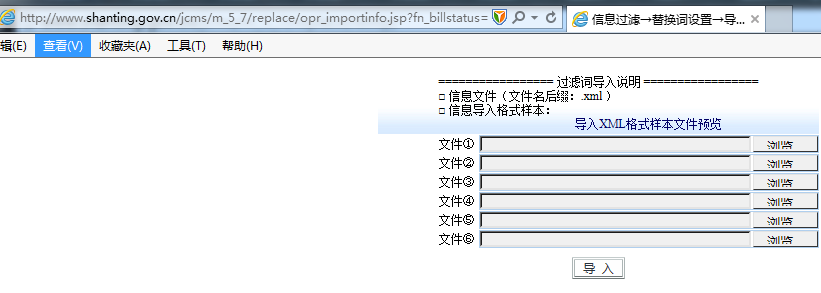 http://www.shanting.gov.cn/jcms/m_5_7/replace/opr_importinfo.jsp?fn_billstatus=
信息过滤→替换词设置→导...
辑(E) 查看(V) 收藏夹(A) 工具(T) 帮助(H)
================= 过滤词导入说明 =================
□ 信息文件（文件名后缀：.xml ）
□ 信息导入格式样本：
导入XML格式样本文件预览
文件① 浏览
文件② 浏览
文件③ 浏览
文件④ 浏览
文件⑤ 浏览
文件⑥ 浏览
导 入